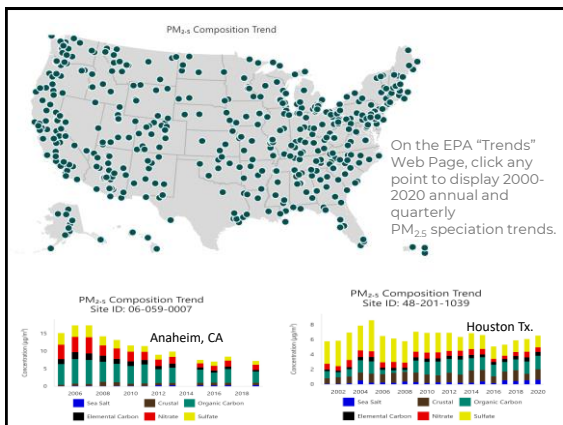 PM₂.₅ Composition Trend
On the EPA “Trends”
Web Page, click any
point to display 2000-
2020 annual and
quarterly
PM₂.₅ speciation trends.
PM₂.₅ Composition Trend
Site ID: 06-059-0007
Anaheim, CA
Concentration (µg/m³)
15
10
5
0
2006 2008 2010 2012 2014 2016 2018
Sea Salt Crustal Organic Carbon
Elemental Carbon Nitrate Sulfate
PM₂.₅ Composition Trend
Site ID: 48-201-1039
Houston Tx.
Concentration (µg/m³)
8
6
4
2
0
2002 2004 2006 2008 2010 2012 2014 2016 2018 2020
Sea Salt Crustal Organic Carbon
Elemental Carbon Nitrate Sulfate